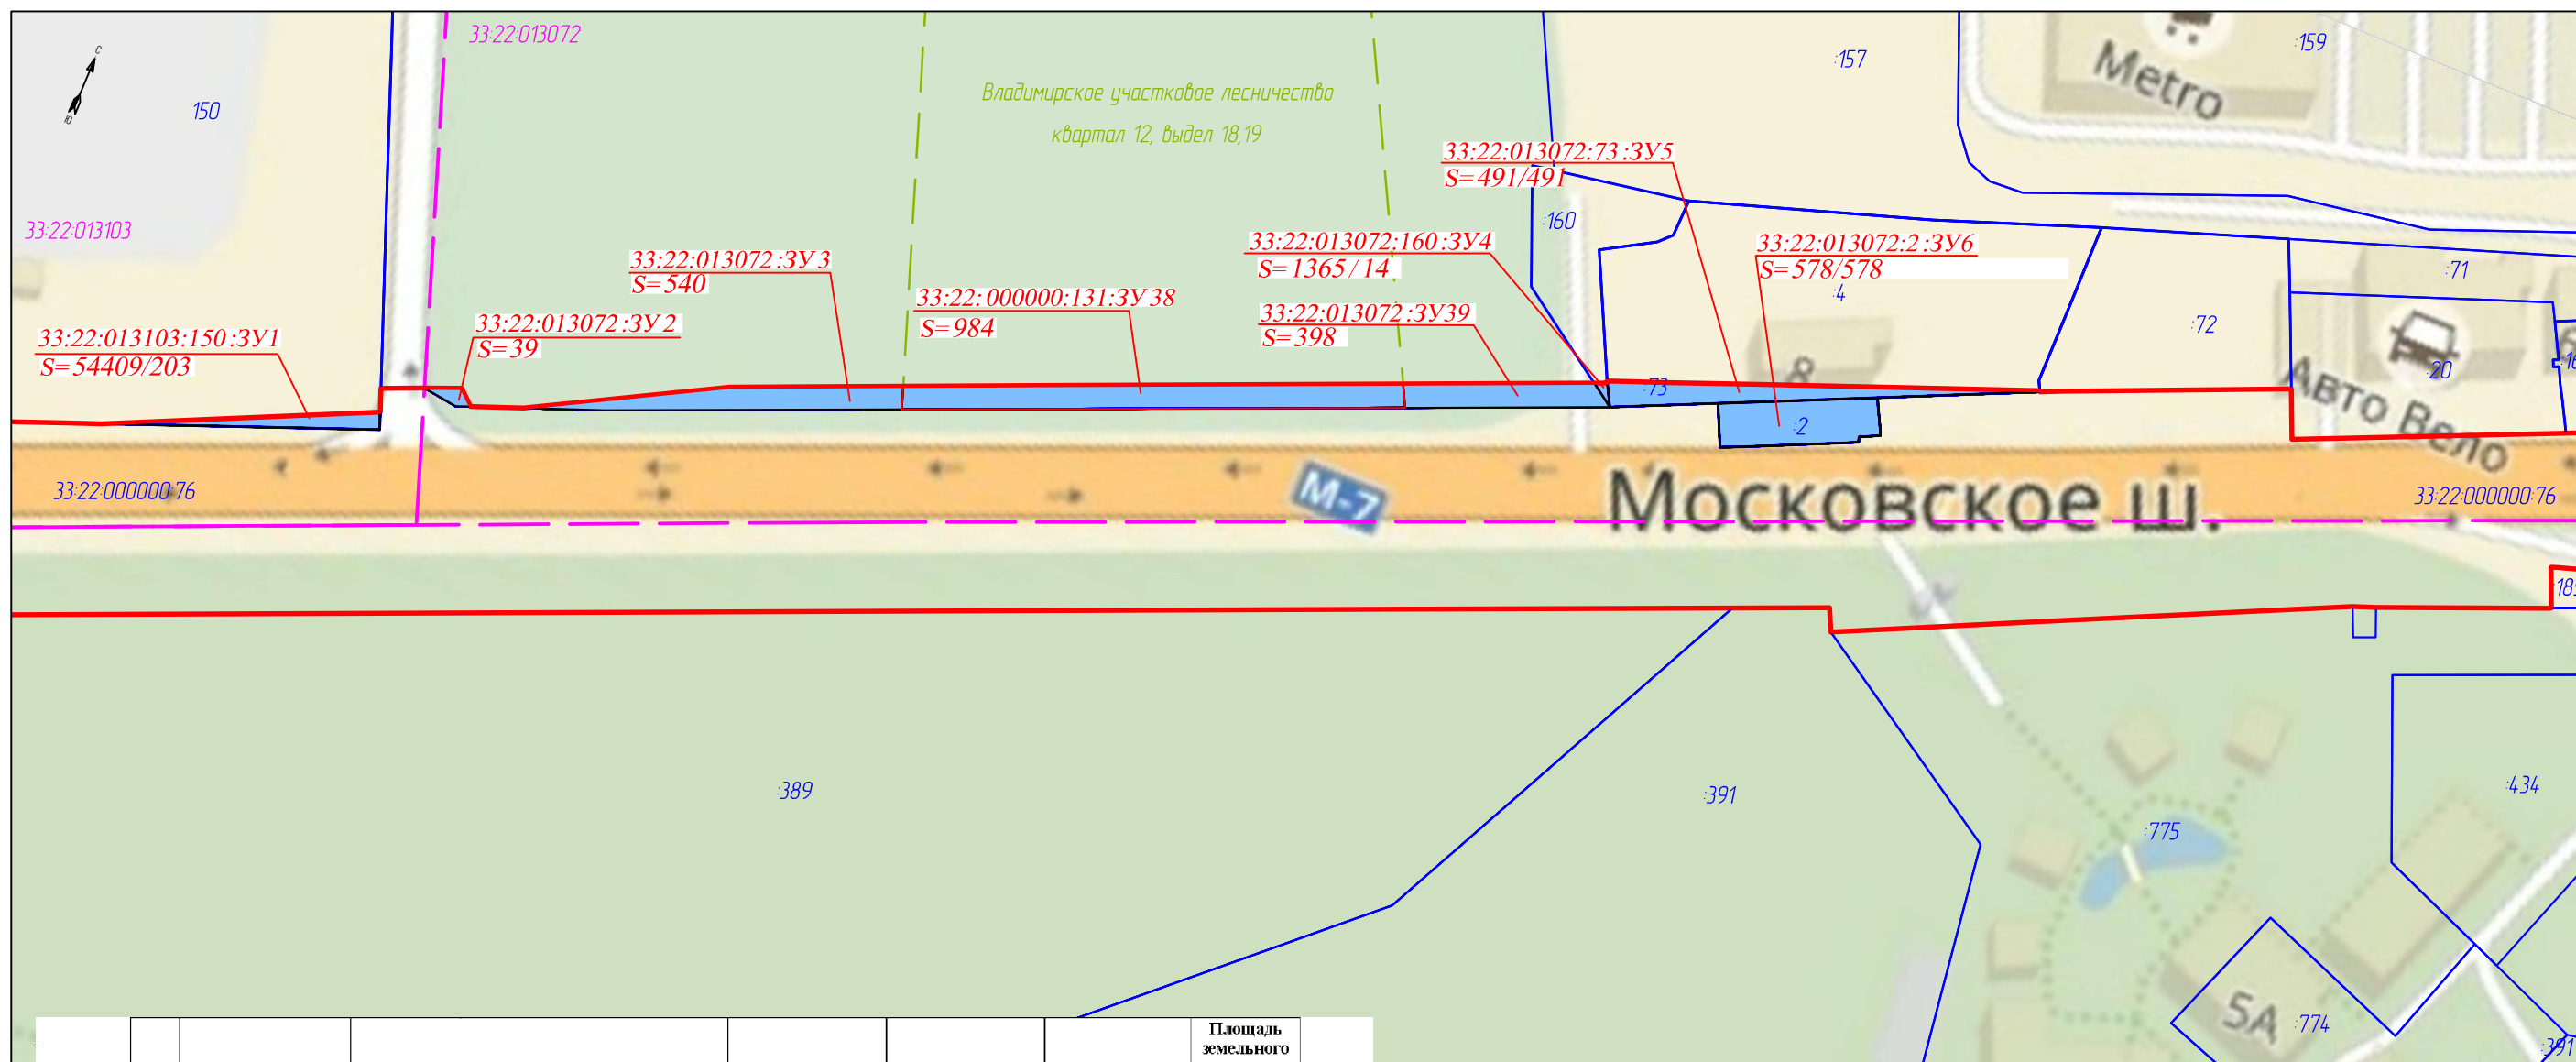 33:22:013072
:159
:157
Metro
С
Ю
150
Владимирское участковое лесничество
квартал 12, выдел 18,19
33:22:013072:73:ЗУ5
S=491/491
33:22:013103
:160
33:22:013072:160:ЗУ4
S=1365/14
33:22:013072:2:ЗУ6
S=578/578
33:22:013072:ЗУ3
S=540
:71
33:22:000000:131:ЗУ38
S=984
:4
33:22:013072:ЗУ39
S=398
33:22:013072:ЗУ2
S=39
:72
33:22:013103:150:ЗУ1
S=54409/203
8
:73
:20
Авто Вело
:2
33:22:000000:76
М-7
Московское ш.
33:22:000000:76
:389
:391
:434
:775
5А
:774
:391
Площадь
земельного